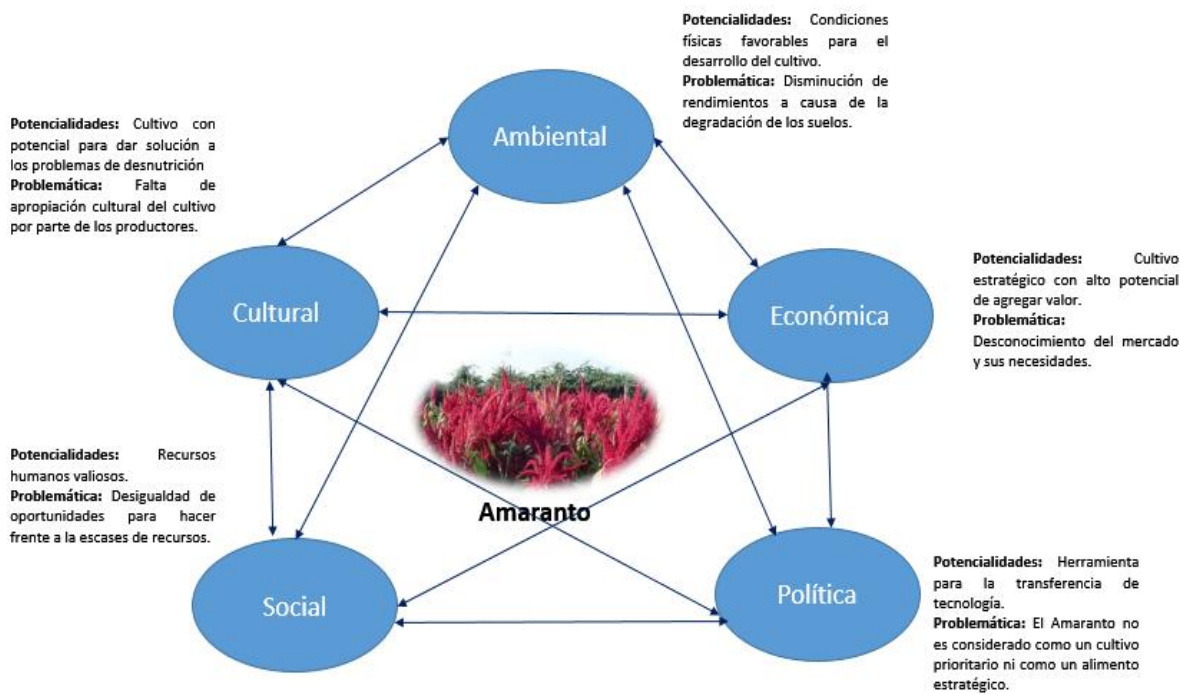 Potencialidades: Condiciones
físicas favorables para el
desarrollo del cultivo.
Problemática: Disminución de
rendimientos a causa de la
degradación de los suelos.
Ambiental
Potencialidades: Cultivo con
potencial para dar solución a
los problemas de desnutrición
Problemática: Falta de
apropiación cultural del cultivo
por parte de los productores.
Cultural
Económica
Potencialidades: Cultivo
estratégico con alto potencial
de agregar valor.
Problemática:
Desconocimiento del mercado
y sus necesidades.
Amaranto
Potencialidades: Recursos
humanos valiosos.
Problemática: Desigualdad de
oportunidades para hacer
frente a la escases de recursos.
Social
Política
Potencialidades: Herramienta
para la transferencia de
tecnología.
Problemática: El Amaranto no
es considerado como un cultivo
prioritario ni como un alimento
estratégico.